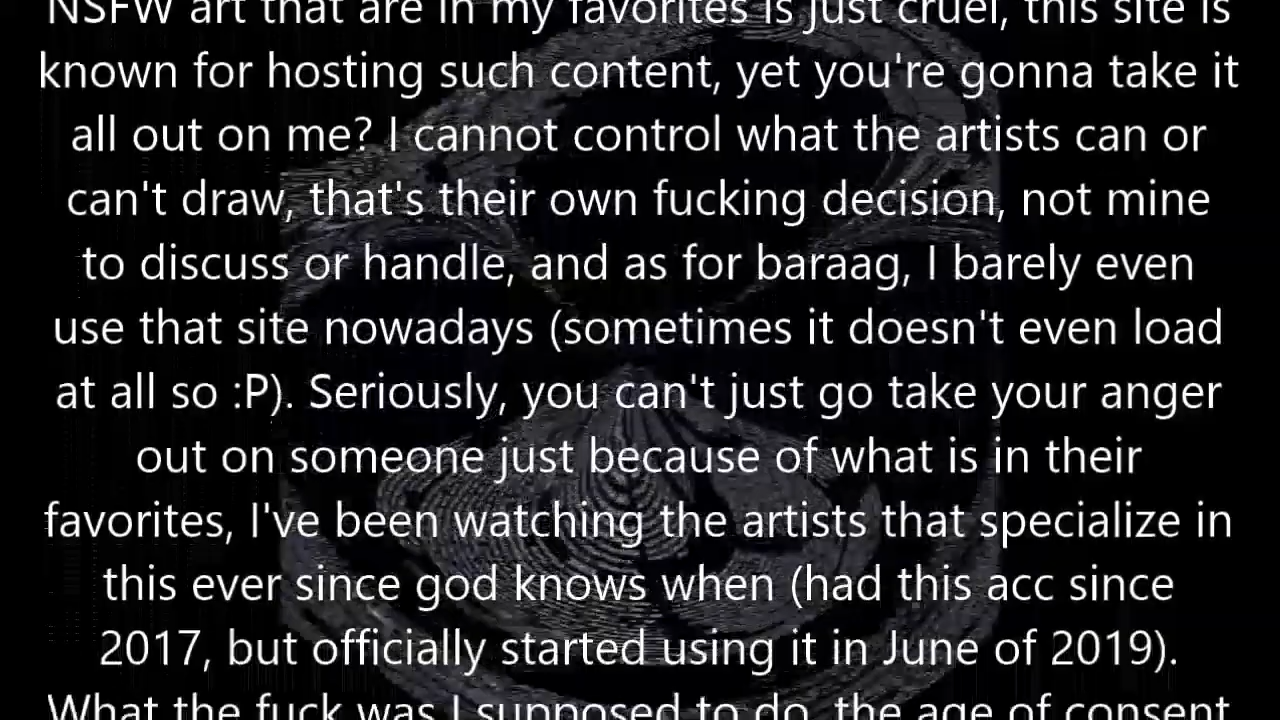 NSFW art that are in my favorites is just cruel, this site is
known for hosting such content, yet you're gonna take it
all out on me? I cannot control what the artists can or
can't draw, that's their own fucking decision, not mine
to discuss or handle, and as for baraag, I barely even
use that site nowadays (sometimes it doesn't even load
at all so :P). Seriously, you can't just go take your anger
out on someone just because of what is in their
favorites, I've been watching the artists that specialize in
this ever since god knows when (had this acc since
2017, but officially started using it in June of 2019).
What the fuck was I supposed to do, the age of consent